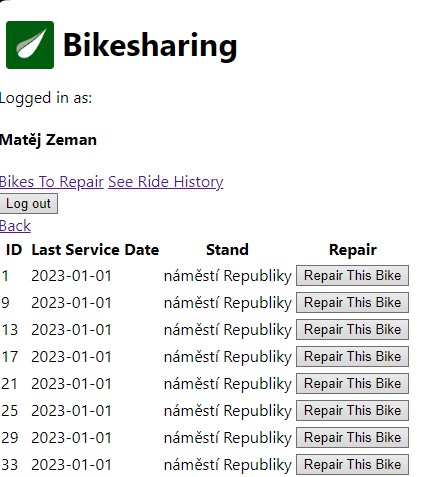 Bikesharing
Logged in as:
Matěj Zeman
Bikes To Repair See Ride History
Log out
Back
ID Last Service Date Stand Repair
1 2023-01-01 náměstí Republiky Repair This Bike
9 2023-01-01 náměstí Republiky Repair This Bike
13 2023-01-01 náměstí Republiky Repair This Bike
17 2023-01-01 náměstí Republiky Repair This Bike
21 2023-01-01 náměstí Republiky Repair This Bike
25 2023-01-01 náměstí Republiky Repair This Bike
29 2023-01-01 náměstí Republiky Repair This Bike
33 2023-01-01 náměstí Republiky Repair This Bike